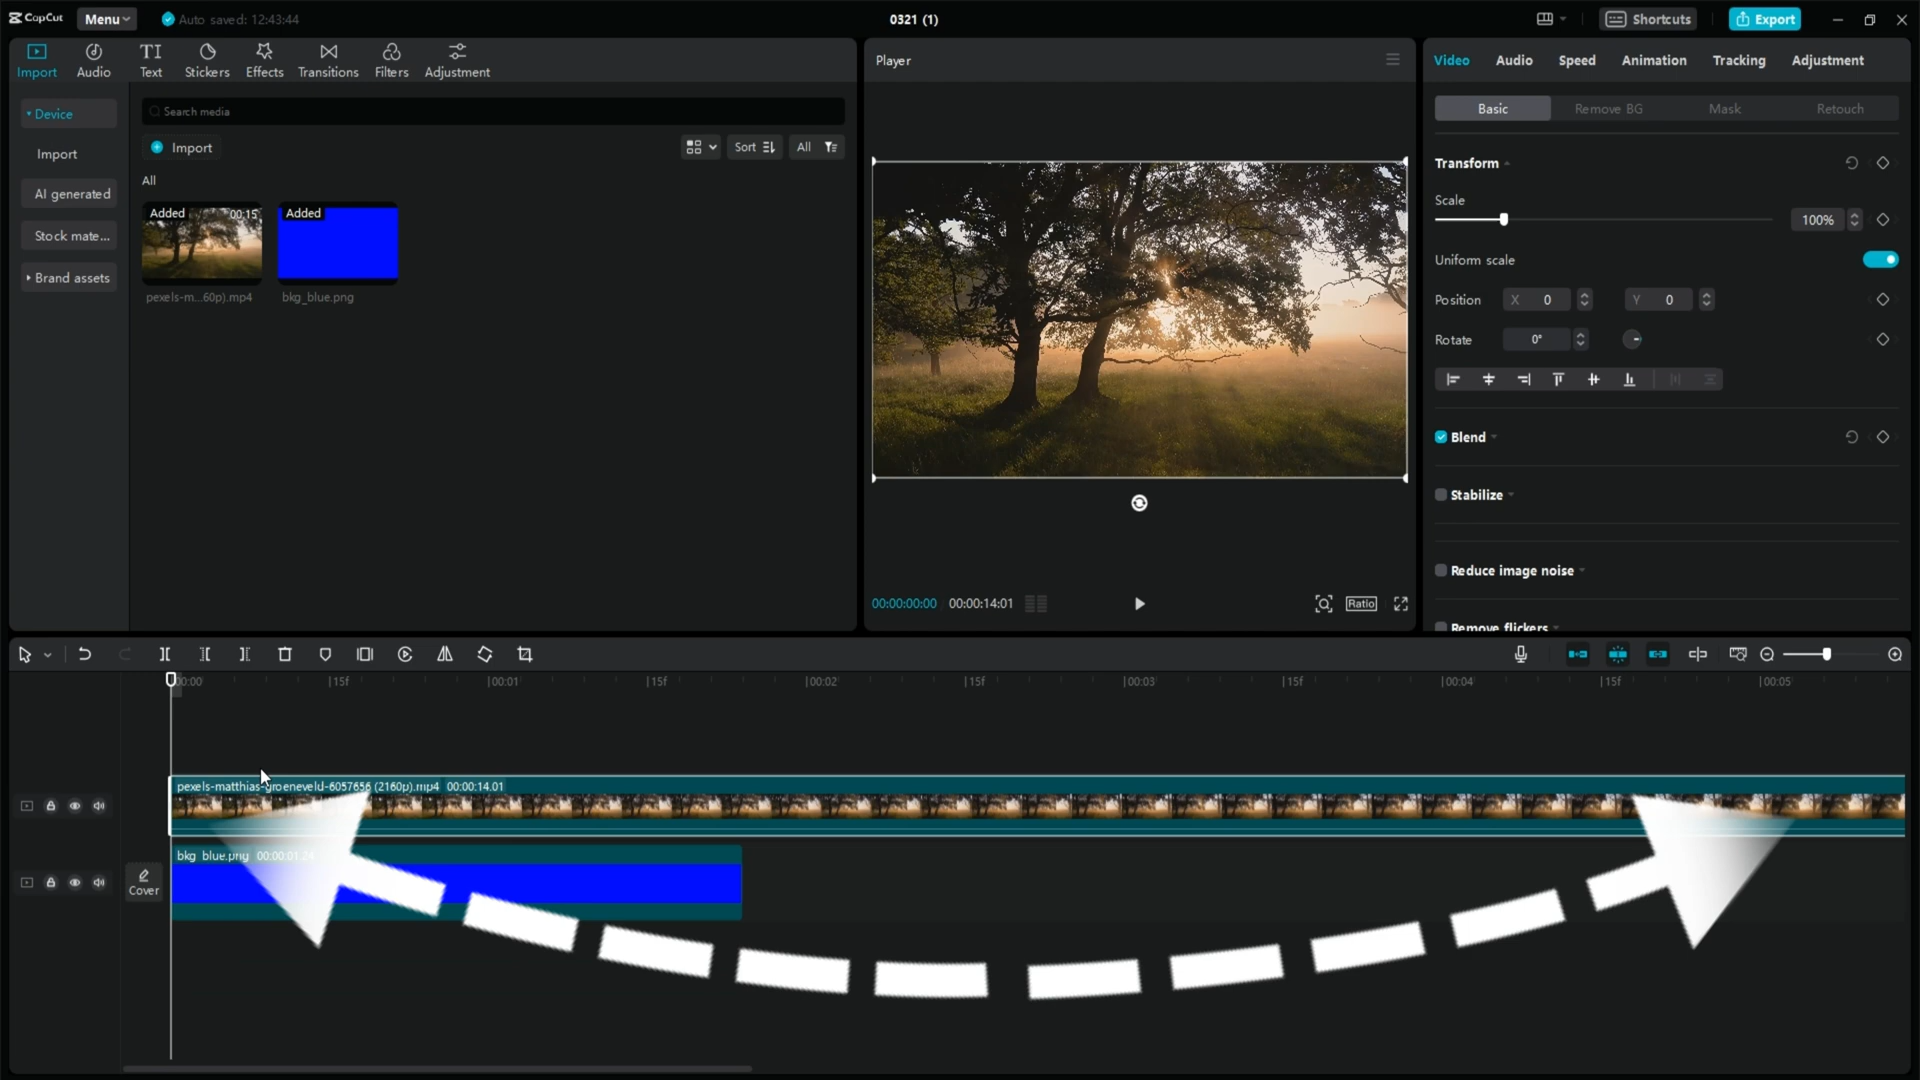 CapCut
Menu
Auto saved: 12:43:44
0321 (1)
Shortcuts
Export
Import
Audio
TI
Text
Stickers
Effects
Transitions
Filters
Adjustment
Device
Import
AI generated
Stock mate...
Brand assets
Search media
Import
Sort
All
All
Added
00:15
pexels-m...60p).mp4
Added
bkg_blue.png
Player
00:00:00:00
00:00:14:01
Ratio
Video
Audio
Speed
Animation
Tracking
Adjustment
Basic
Remove BG
Mask
Retouch
Transform
Scale
100%
Uniform scale
Position
X 0
Y 0
Rotate
0°
Blend
Stabilize
Reduce image noise
Remove flickers
00:00
15f
00:01
15f
00:02
15f
00:03
15f
00:04
15f
00:05
pexels-matthias-groeneveld-6057656 (2160p).mp4 00:00:14:01
bkg_blue.png 00:00:01:24
Cover